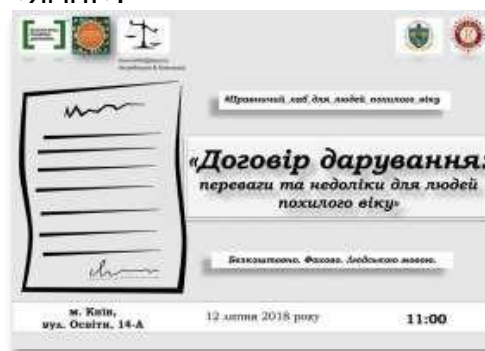 #Правничий_хаб_для_людей_похилого_віку
«Договір дарування:
переваги та недоліки для людей
похилого віку»
Безкоштовно. Фахово. Людською мовою.
м. Київ,
вул. Освіти, 14-А
12 липня 2018 року
11:00